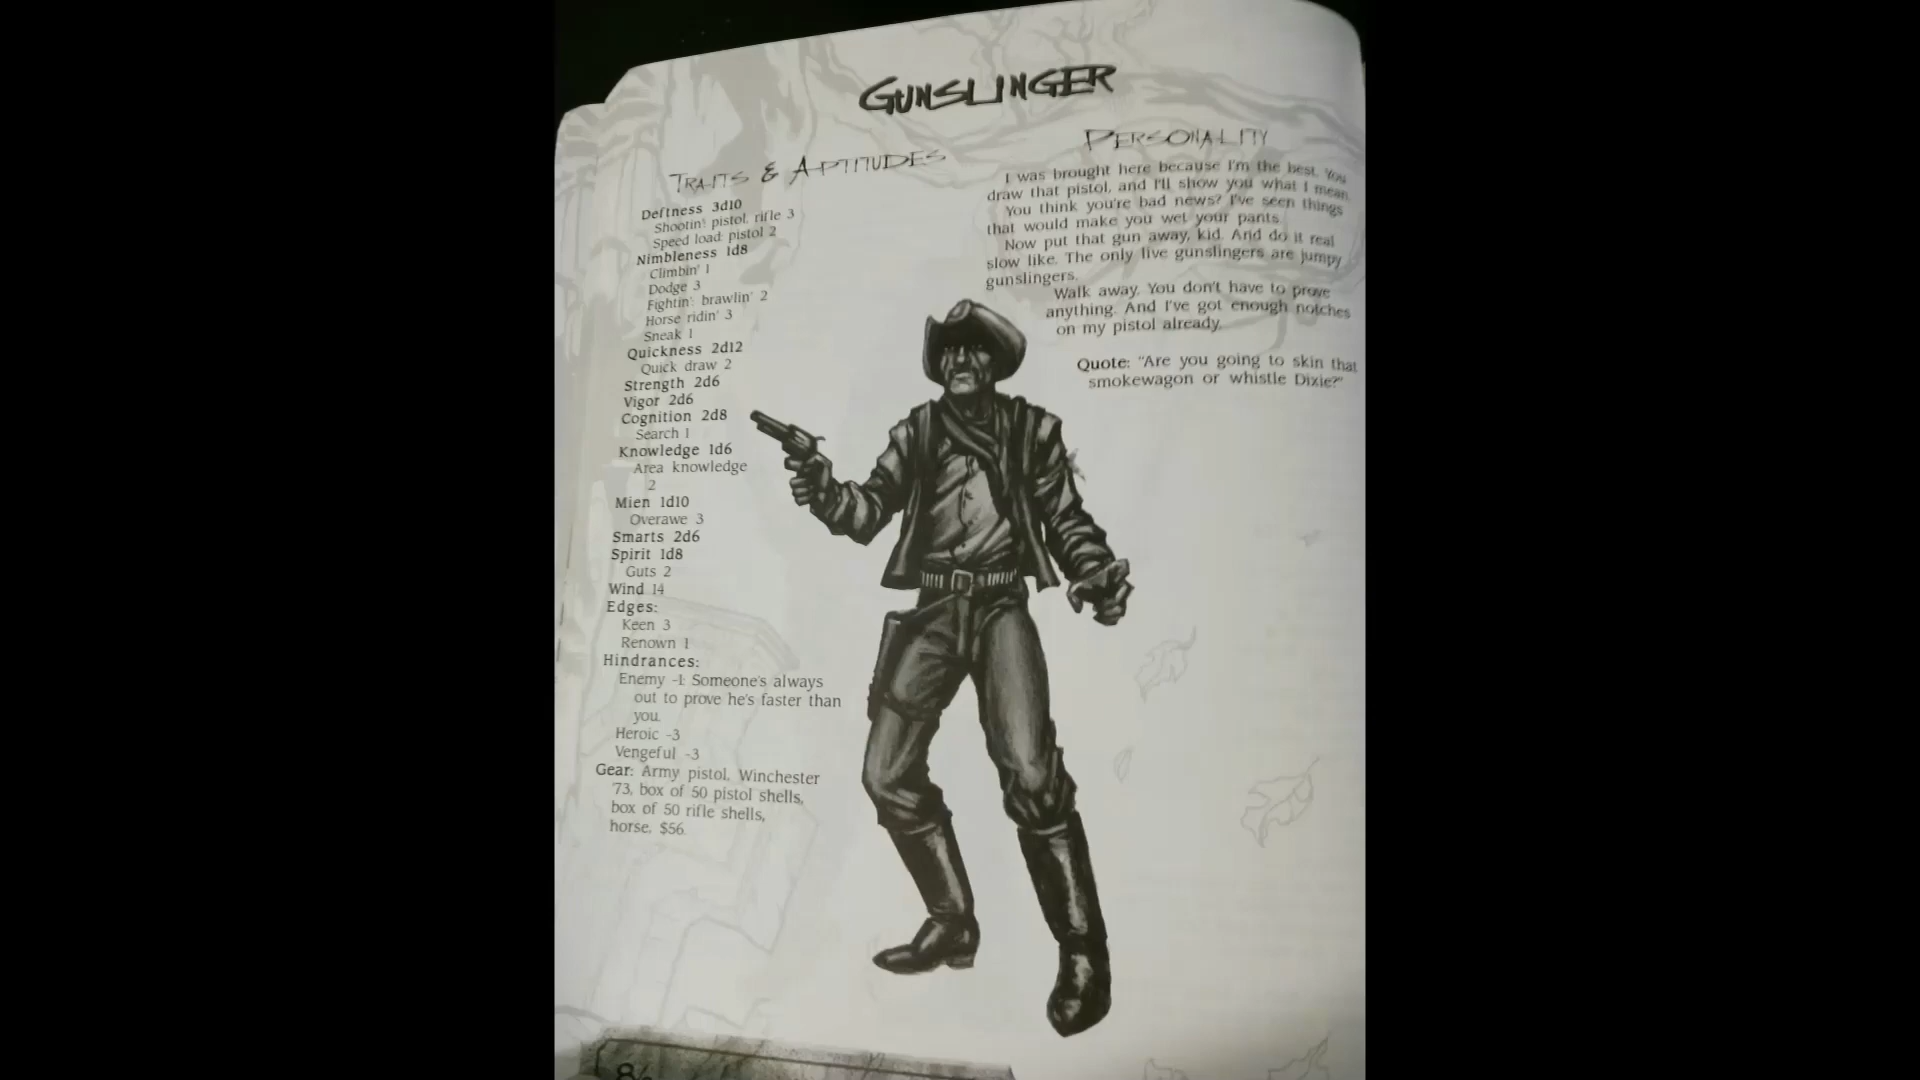 GUNSLINGER
TRAITS & APTITUDES
Deftness 3d10
Shootin': pistol, rifle 3
Speed load: pistol 2
Nimbleness 1d8
Climbin' 1
Dodge 3
Fightin': brawlin' 2
Horse ridin' 3
Sneak 1
Quickness 2d12
Quick draw 2
Strength 2d6
Vigor 2d6
Cognition 2d8
Search 1
Knowledge 1d6
Area knowledge
2
Mien 1d10
Overawe 3
Smarts 2d6
Spirit 1d8
Guts 2
Wind 14
Edges:
Keen 3
Renown 1
Hindrances:
Enemy -1: Someone's always
out to prove he's faster than
you.
Heroic -3
Vengeful -3
Gear: Army pistol, Winchester
'73, box of 50 pistol shells,
box of 50 rifle shells,
horse, $56.
PERSONALITY
I was brought here because I'm the best. You
draw that pistol, and I'll show you what I mean.
You think you're bad news? I've seen things
that would make you wet your pants.
Now put that gun away, kid. And do it real
slow like. The only live gunslingers are jumpy
gunslingers.
Walk away. You don't have to prove
anything. And I've got enough notches
on my pistol already.
Quote: "Are you going to skin that
smokewagon or whistle Dixie?"